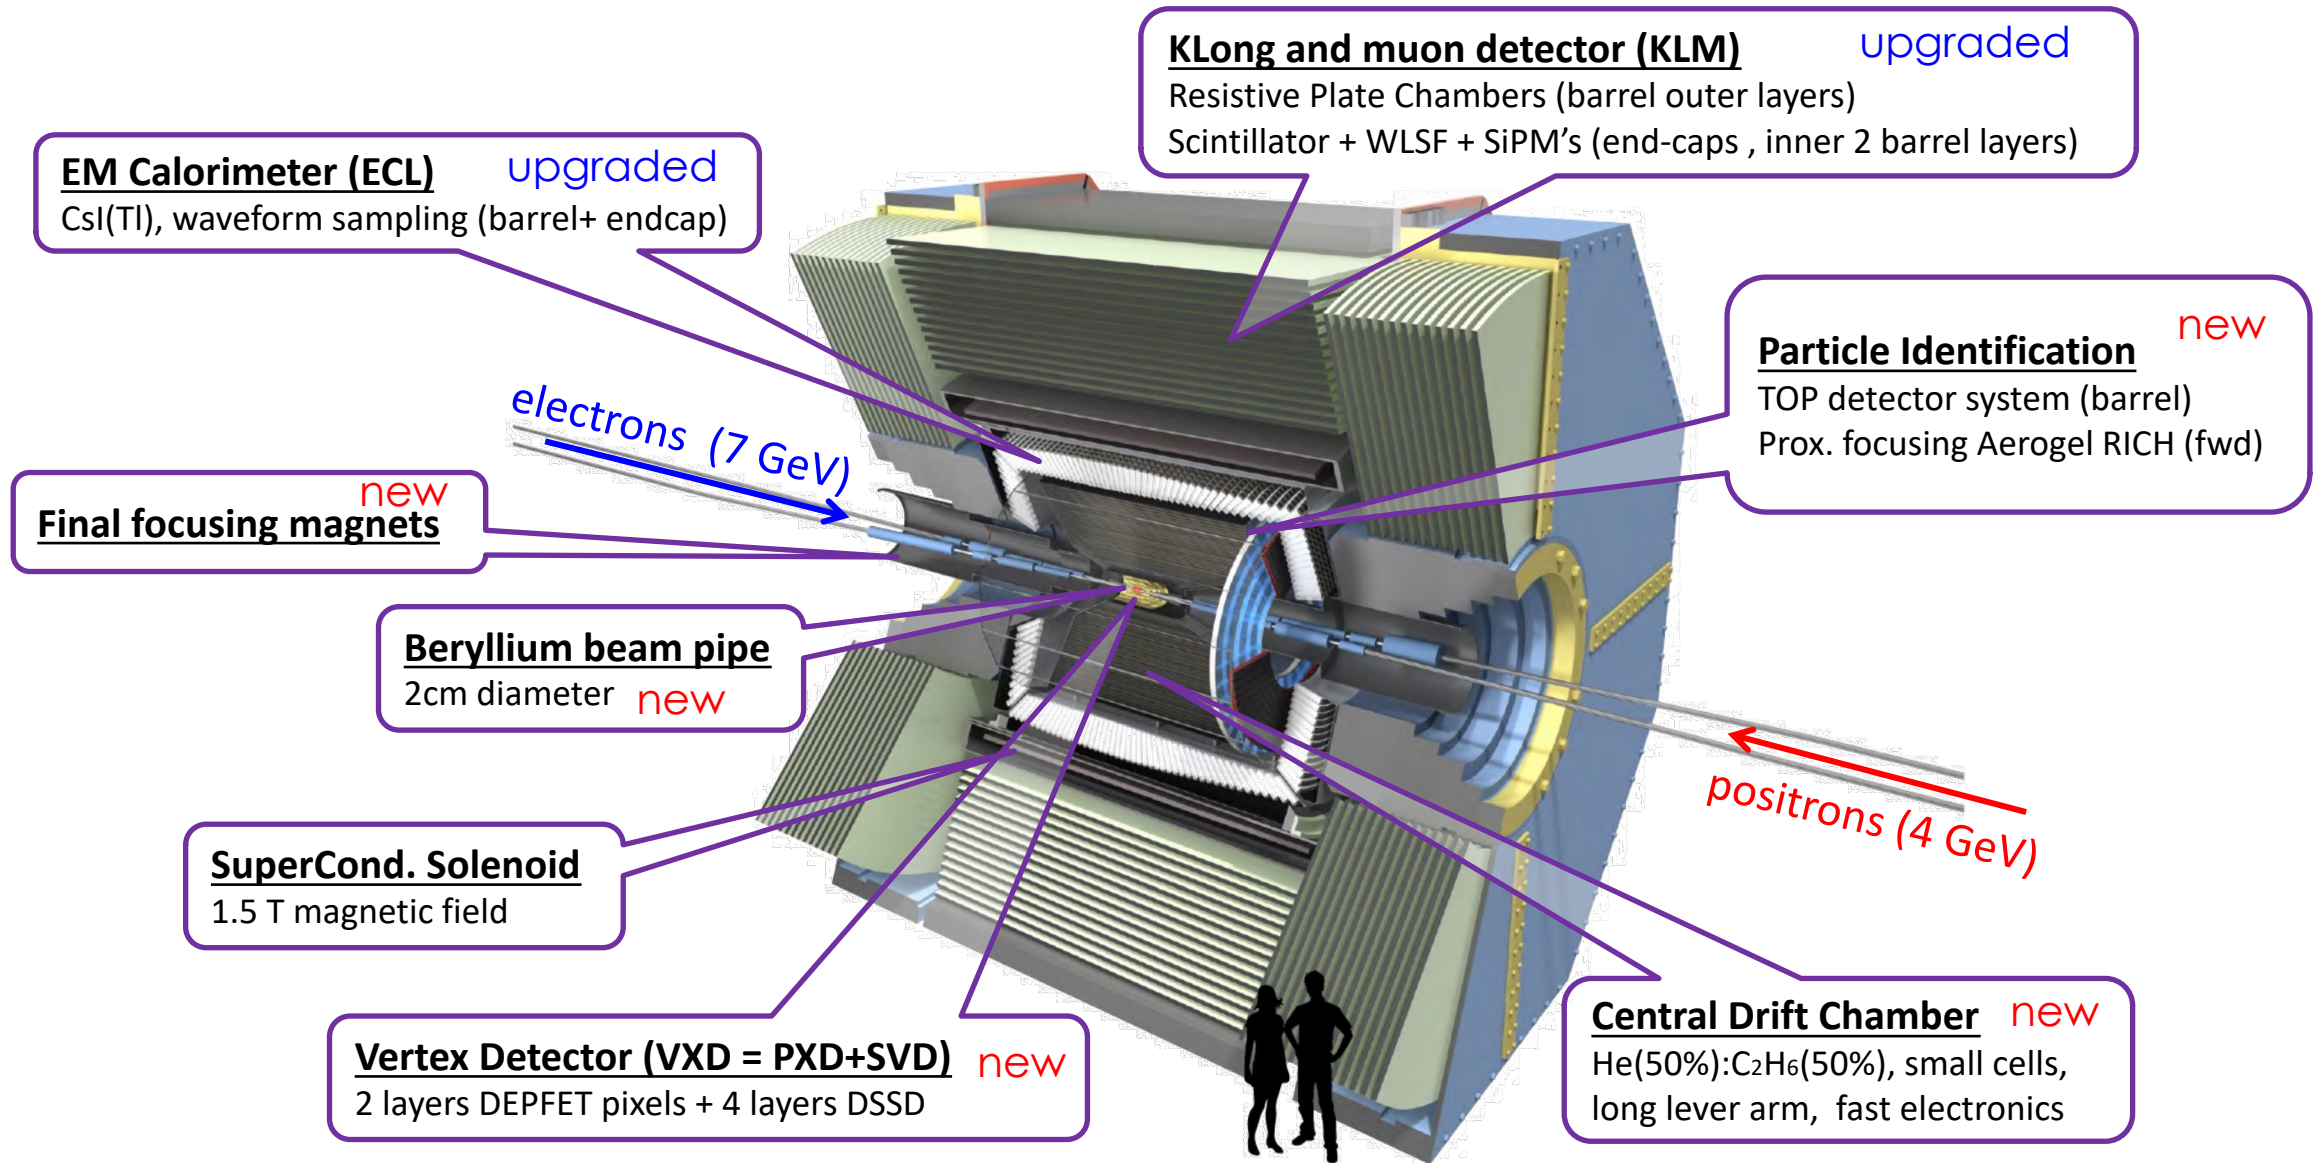 KLong and muon detector (KLM) upgraded
Resistive Plate Chambers (barrel outer layers)
Scintillator + WLSF + SiPM's (end-caps , inner 2 barrel layers)
EM Calorimeter (ECL) upgraded
CsI(Tl), waveform sampling (barrel+ endcap)
new
Particle Identification
TOP detector system (barrel)
Prox. focusing Aerogel RICH (fwd)
electrons (7 GeV)
new
Final focusing magnets
Beryllium beam pipe
2cm diameter new
positrons (4 GeV)
SuperCond. Solenoid
1.5 T magnetic field
Vertex Detector (VXD = PXD+SVD) new
2 layers DEPFET pixels + 4 layers DSSD
Central Drift Chamber new
He(50%):C₂H₆(50%), small cells,
long lever arm, fast electronics